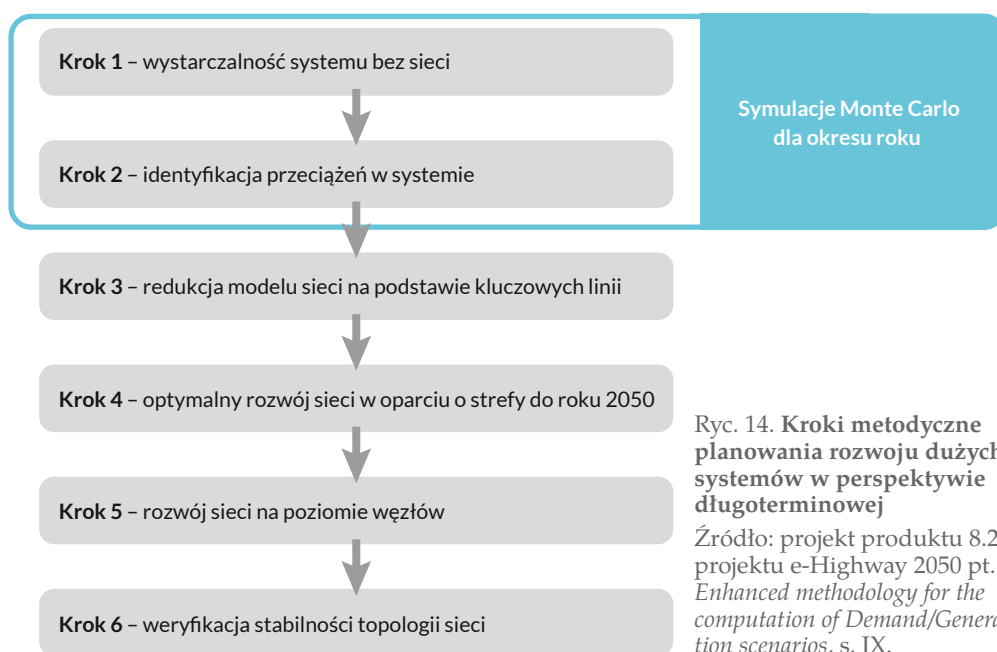 Krok 1 – wystarczalność systemu bez sieci
Symulacje Monte Carlo
dla okresu roku
Krok 2 – identyfikacja przeciążeń w systemie
Krok 3 – redukcja modelu sieci na podstawie kluczowych linii
Krok 4 – optymalny rozwój sieci w oparciu o strefy do roku 2050
Krok 5 – rozwój sieci na poziomie węzłów
Krok 6 – weryfikacja stabilności topologii sieci
Ryc. 14. Kroki metodyczne
planowania rozwoju dużych
systemów w perspektywie
długoterminowej
Źródło: projekt produktu 8.2
projektu e-Highway 2050 pt.
Enhanced methodology for the
computation of Demand/Genera
tion scenarios, s. IX.